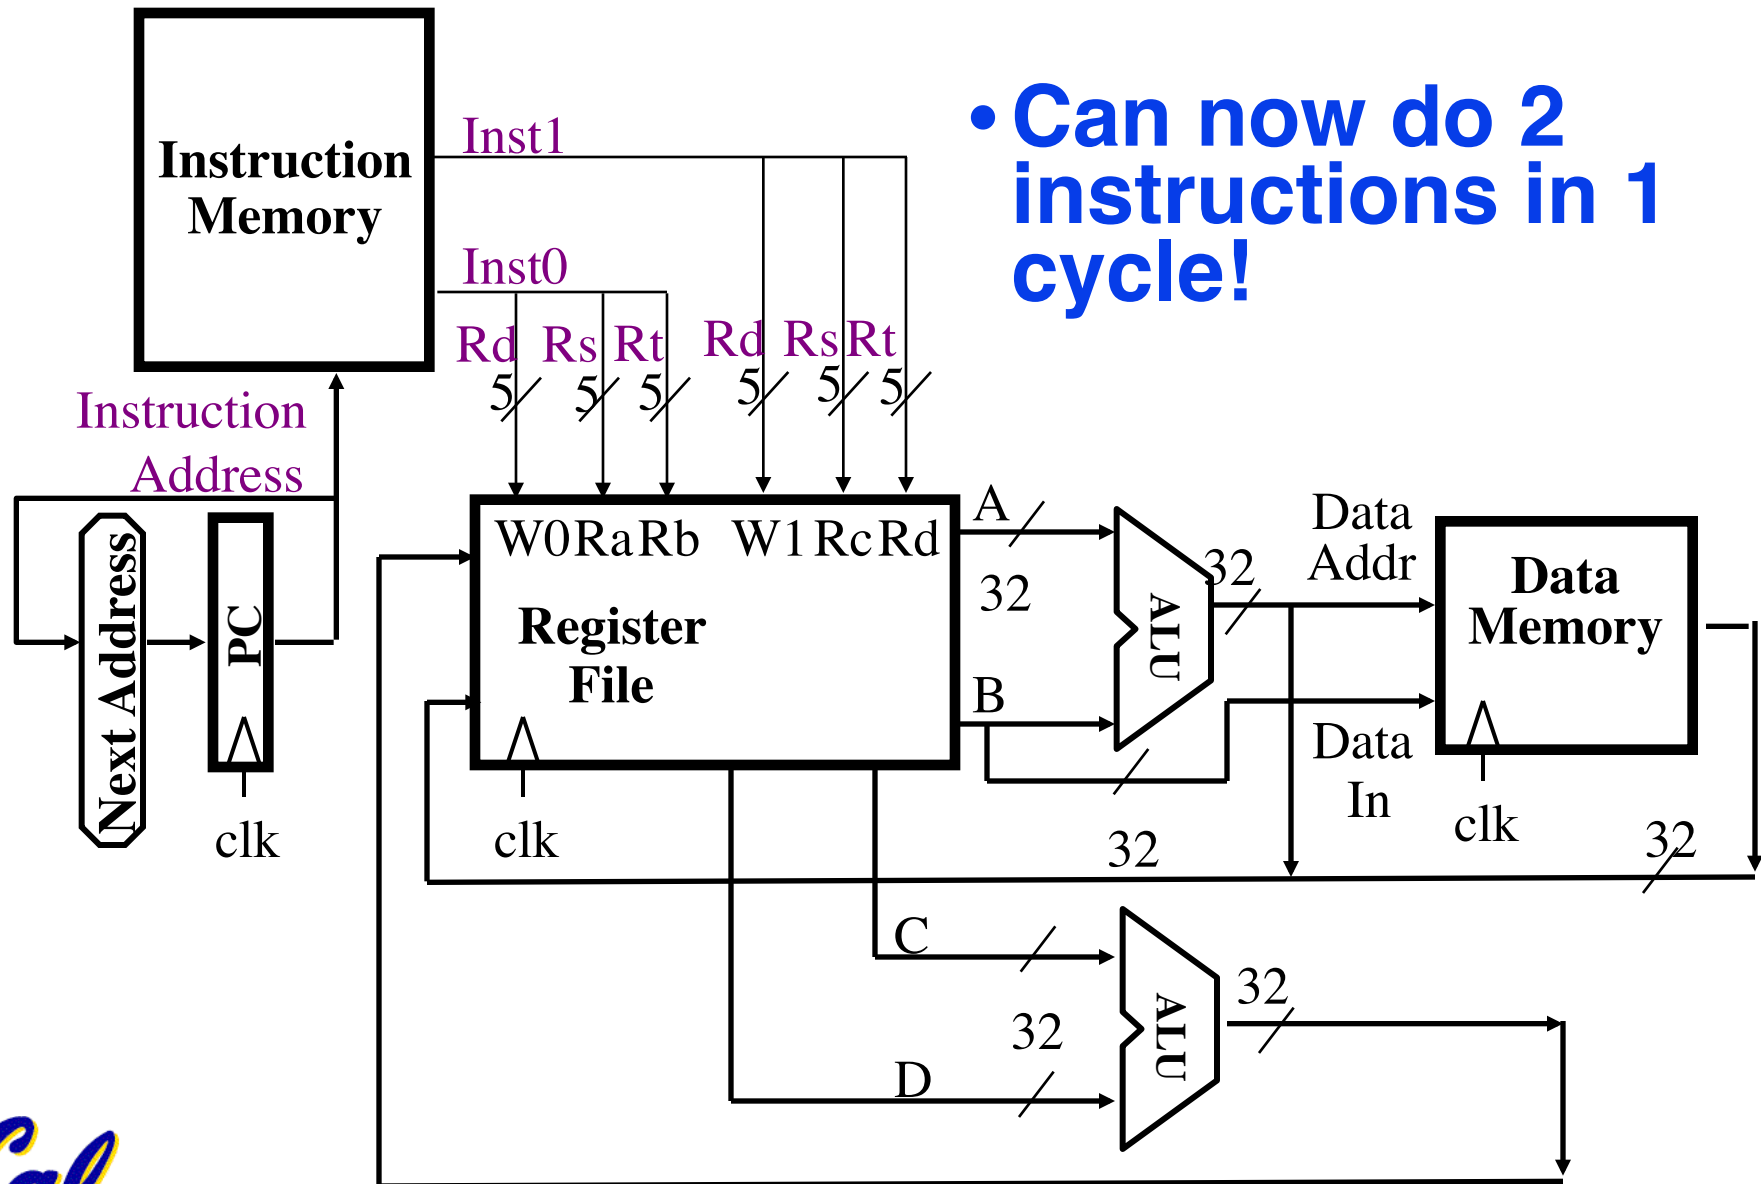 • Can now do 2
instructions in 1
cycle!
Instruction
Memory
Inst1
Inst0
Rd Rs Rt Rd Rs Rt
5 5 5 5 5 5
Instruction
Address
Next Address
PC
clk
W0 Ra Rb W1 Rc Rd
Register
File
clk
A
32
B
ALU
32
Data
Addr
Data
Memory
Data
In
clk
32
32
C
32
D
ALU
32
Cal